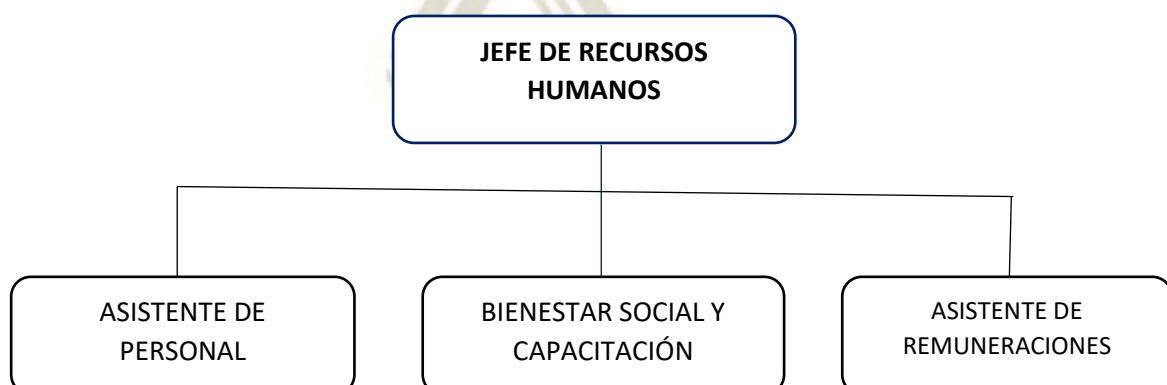 JEFE DE RECURSOS
HUMANOS
ASISTENTE DE
PERSONAL
BIENESTAR SOCIAL Y
CAPACITACIÓN
ASISTENTE DE
REMUNERACIONES